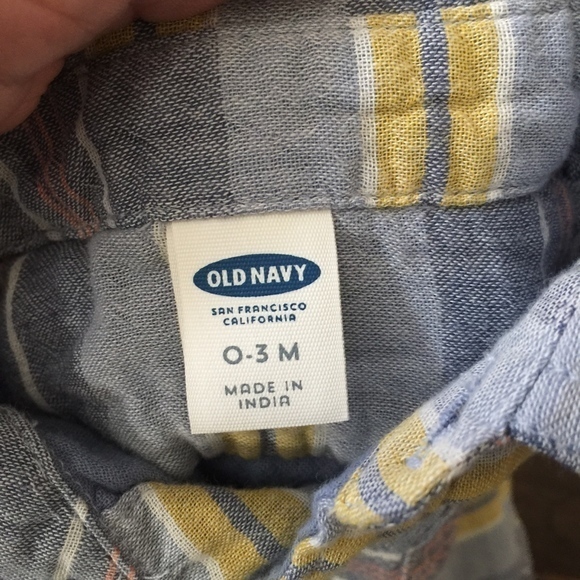 OLD NAVY
SAN FRANCISCO
CALIFORNIA
0-3 M
MADE IN
INDIA